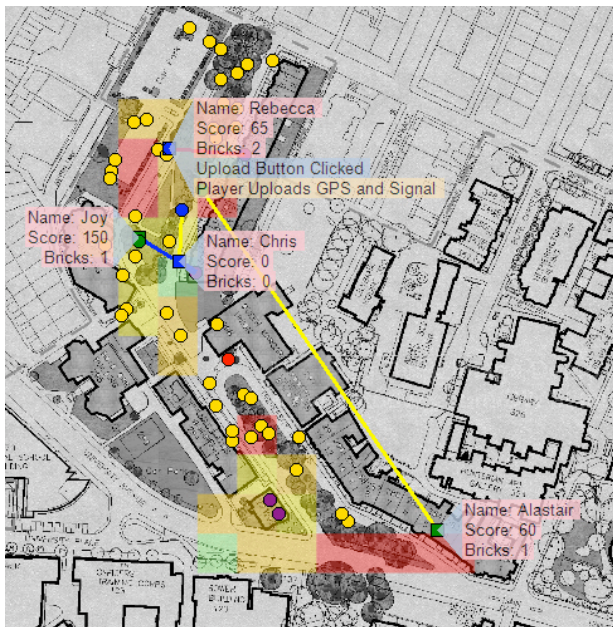 Name: Rebecca
Score: 65
Bricks: 2
Upload Button Clicked
Player Uploads GPS and Signal
Name: Joy
Score: 150
Bricks: 1
Name: Chris
Score: 0
Bricks: 0
Name: Alastair
Score: 60
Bricks: 1